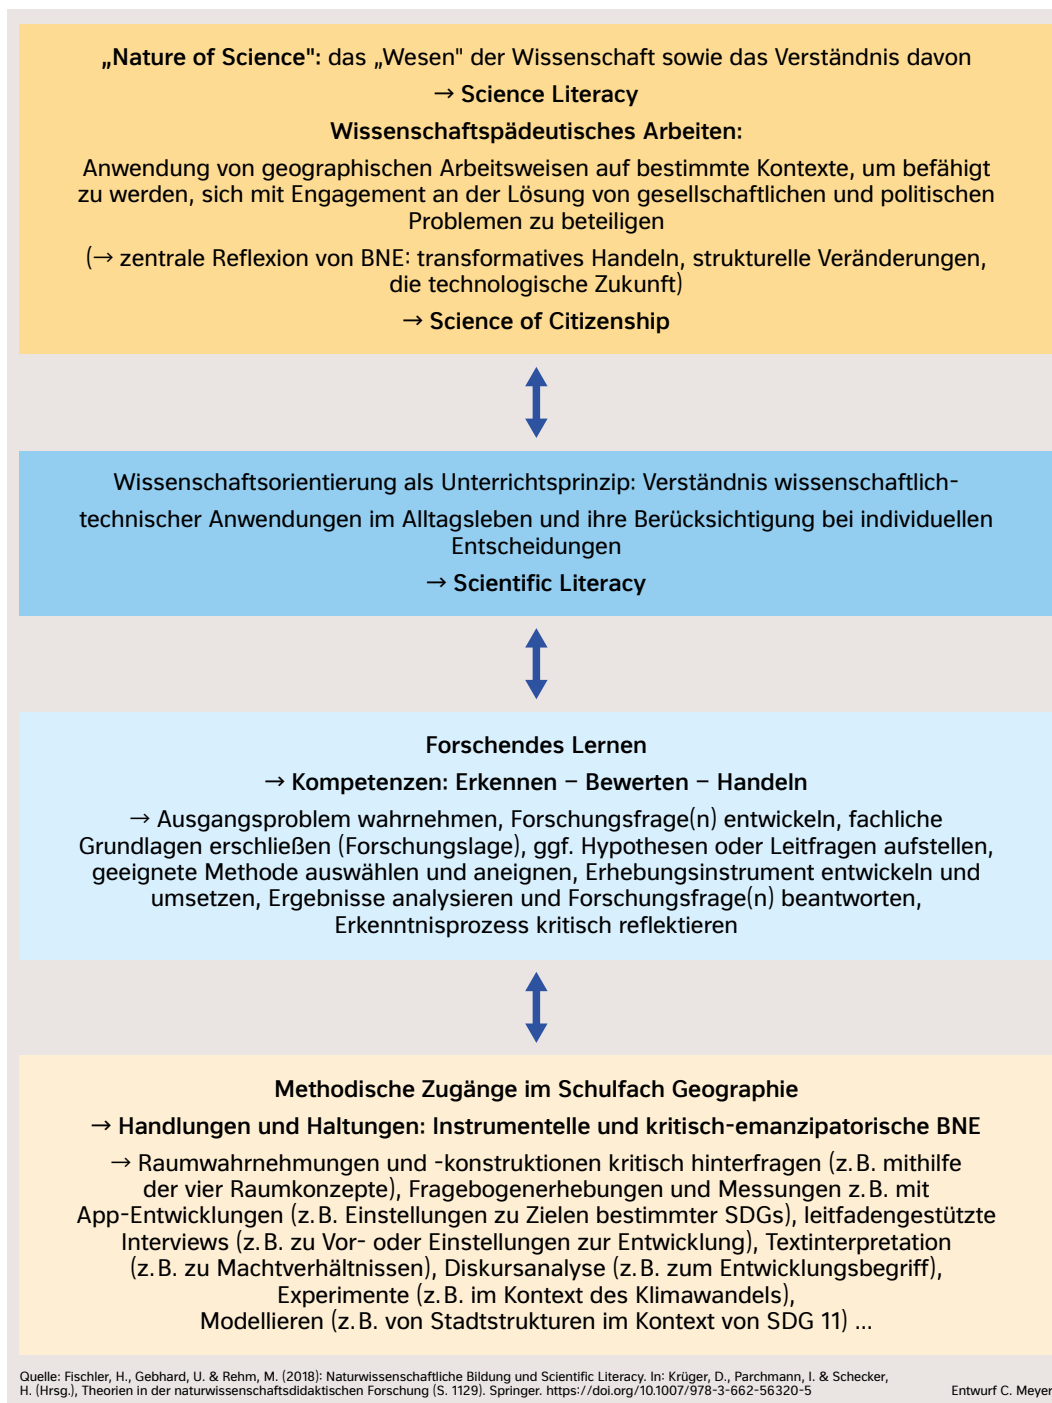 „Nature of Science": das „Wesen" der Wissenschaft sowie das Verständnis davon
→ Science Literacy
Wissenschaftspädeutisches Arbeiten:
Anwendung von geographischen Arbeitsweisen auf bestimmte Kontexte, um befähigt
zu werden, sich mit Engagement an der Lösung von gesellschaftlichen und politischen
Problemen zu beteiligen
(→ zentrale Reflexion von BNE: transformatives Handeln, strukturelle Veränderungen,
die technologische Zukunft)
→ Science of Citizenship
Wissenschaftsorientierung als Unterrichtsprinzip: Verständnis wissenschaftlich-
technischer Anwendungen im Alltagsleben und ihre Berücksichtigung bei individuellen
Entscheidungen
→ Scientific Literacy
Forschendes Lernen
→ Kompetenzen: Erkennen – Bewerten – Handeln
→ Ausgangsproblem wahrnehmen, Forschungsfrage(n) entwickeln, fachliche
Grundlagen erschließen (Forschungslage), ggf. Hypothesen oder Leitfragen aufstellen,
geeignete Methode auswählen und aneignen, Erhebungsinstrument entwickeln und
umsetzen, Ergebnisse analysieren und Forschungsfrage(n) beantworten,
Erkenntnisprozess kritisch reflektieren
Methodische Zugänge im Schulfach Geographie
→ Handlungen und Haltungen: Instrumentelle und kritisch-emanzipatorische BNE
→ Raumwahrnehmungen und -konstruktionen kritisch hinterfragen (z. B. mithilfe
der vier Raumkonzepte), Fragebogenerhebungen und Messungen z. B. mit
App-Entwicklungen (z. B. Einstellungen zu Zielen bestimmter SDGs), leitfadengestützte
Interviews (z. B. zu Vor- oder Einstellungen zur Entwicklung), Textinterpretation
(z. B. zu Machtverhältnissen), Diskursanalyse (z. B. zum Entwicklungsbegriff),
Experimente (z. B. im Kontext des Klimawandels),
Modellieren (z. B. von Stadtstrukturen im Kontext von SDG 11) ...
Quelle: Fischler, H., Gebhard, U. & Rehm, M. (2018): Naturwissenschaftliche Bildung und Scientific Literacy. In: Krüger, D., Parchmann, I. & Schecker,
H. (Hrsg.), Theorien in der naturwissenschaftsdidaktischen Forschung (S. 1129). Springer. https://doi.org/10.1007/978-3-662-56320-5
Entwurf C. Meyer